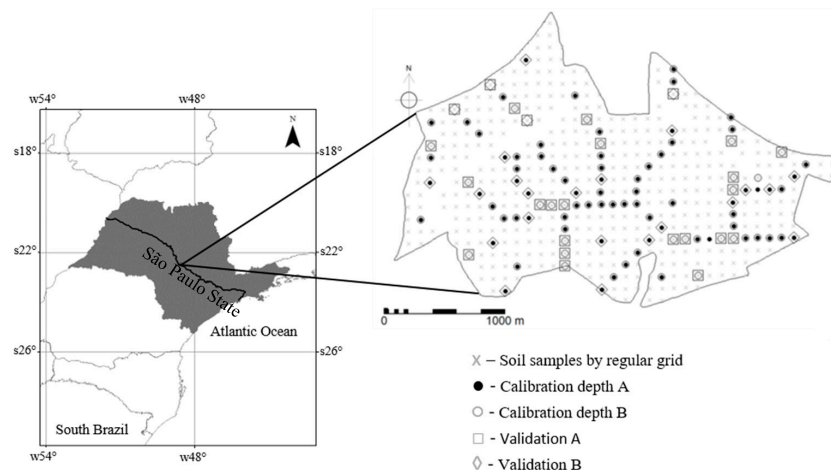 w54° w48°
N
s18° s18°
s22° s22°
s26° s26°
São Paulo State
Atlantic Ocean
South Brazil
w54° w48°
N
0 1000 m
X – Soil samples by regular grid
- Calibration depth A
- Calibration depth B
- Validation A
- Validation B